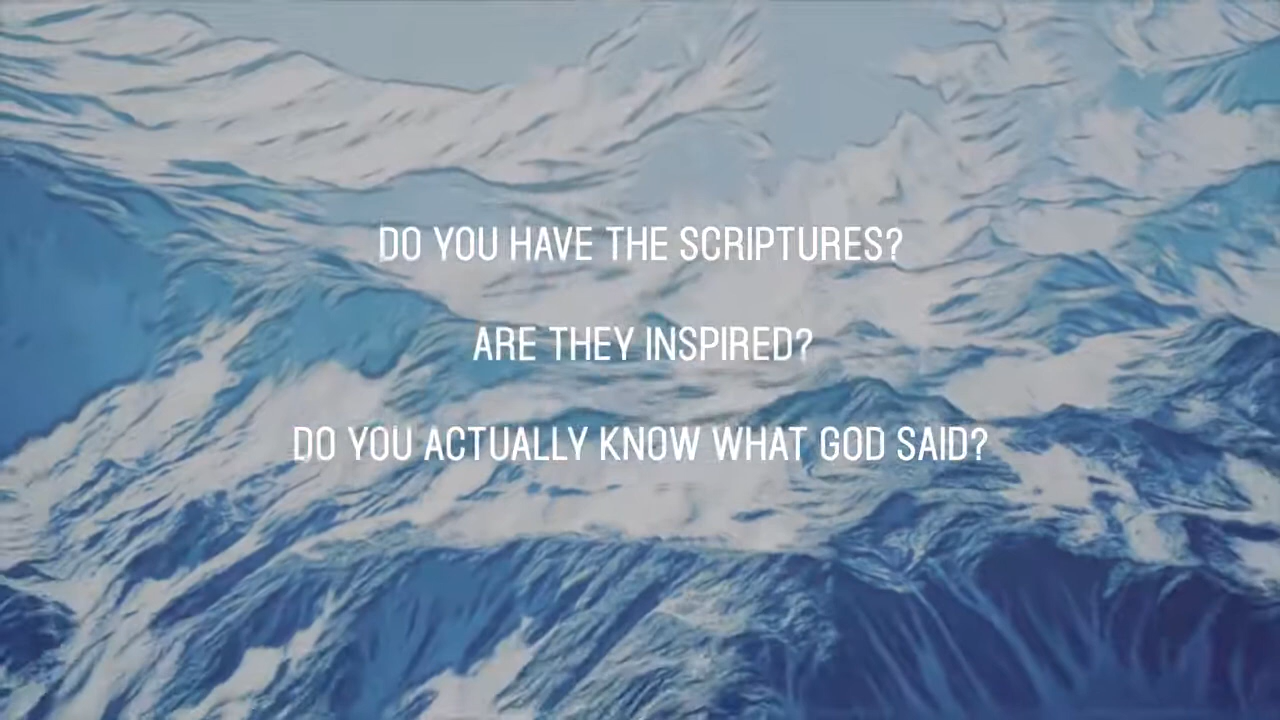 DO YOU HAVE THE SCRIPTURES?
ARE THEY INSPIRED?
DO YOU ACTUALLY KNOW WHAT GOD SAID?